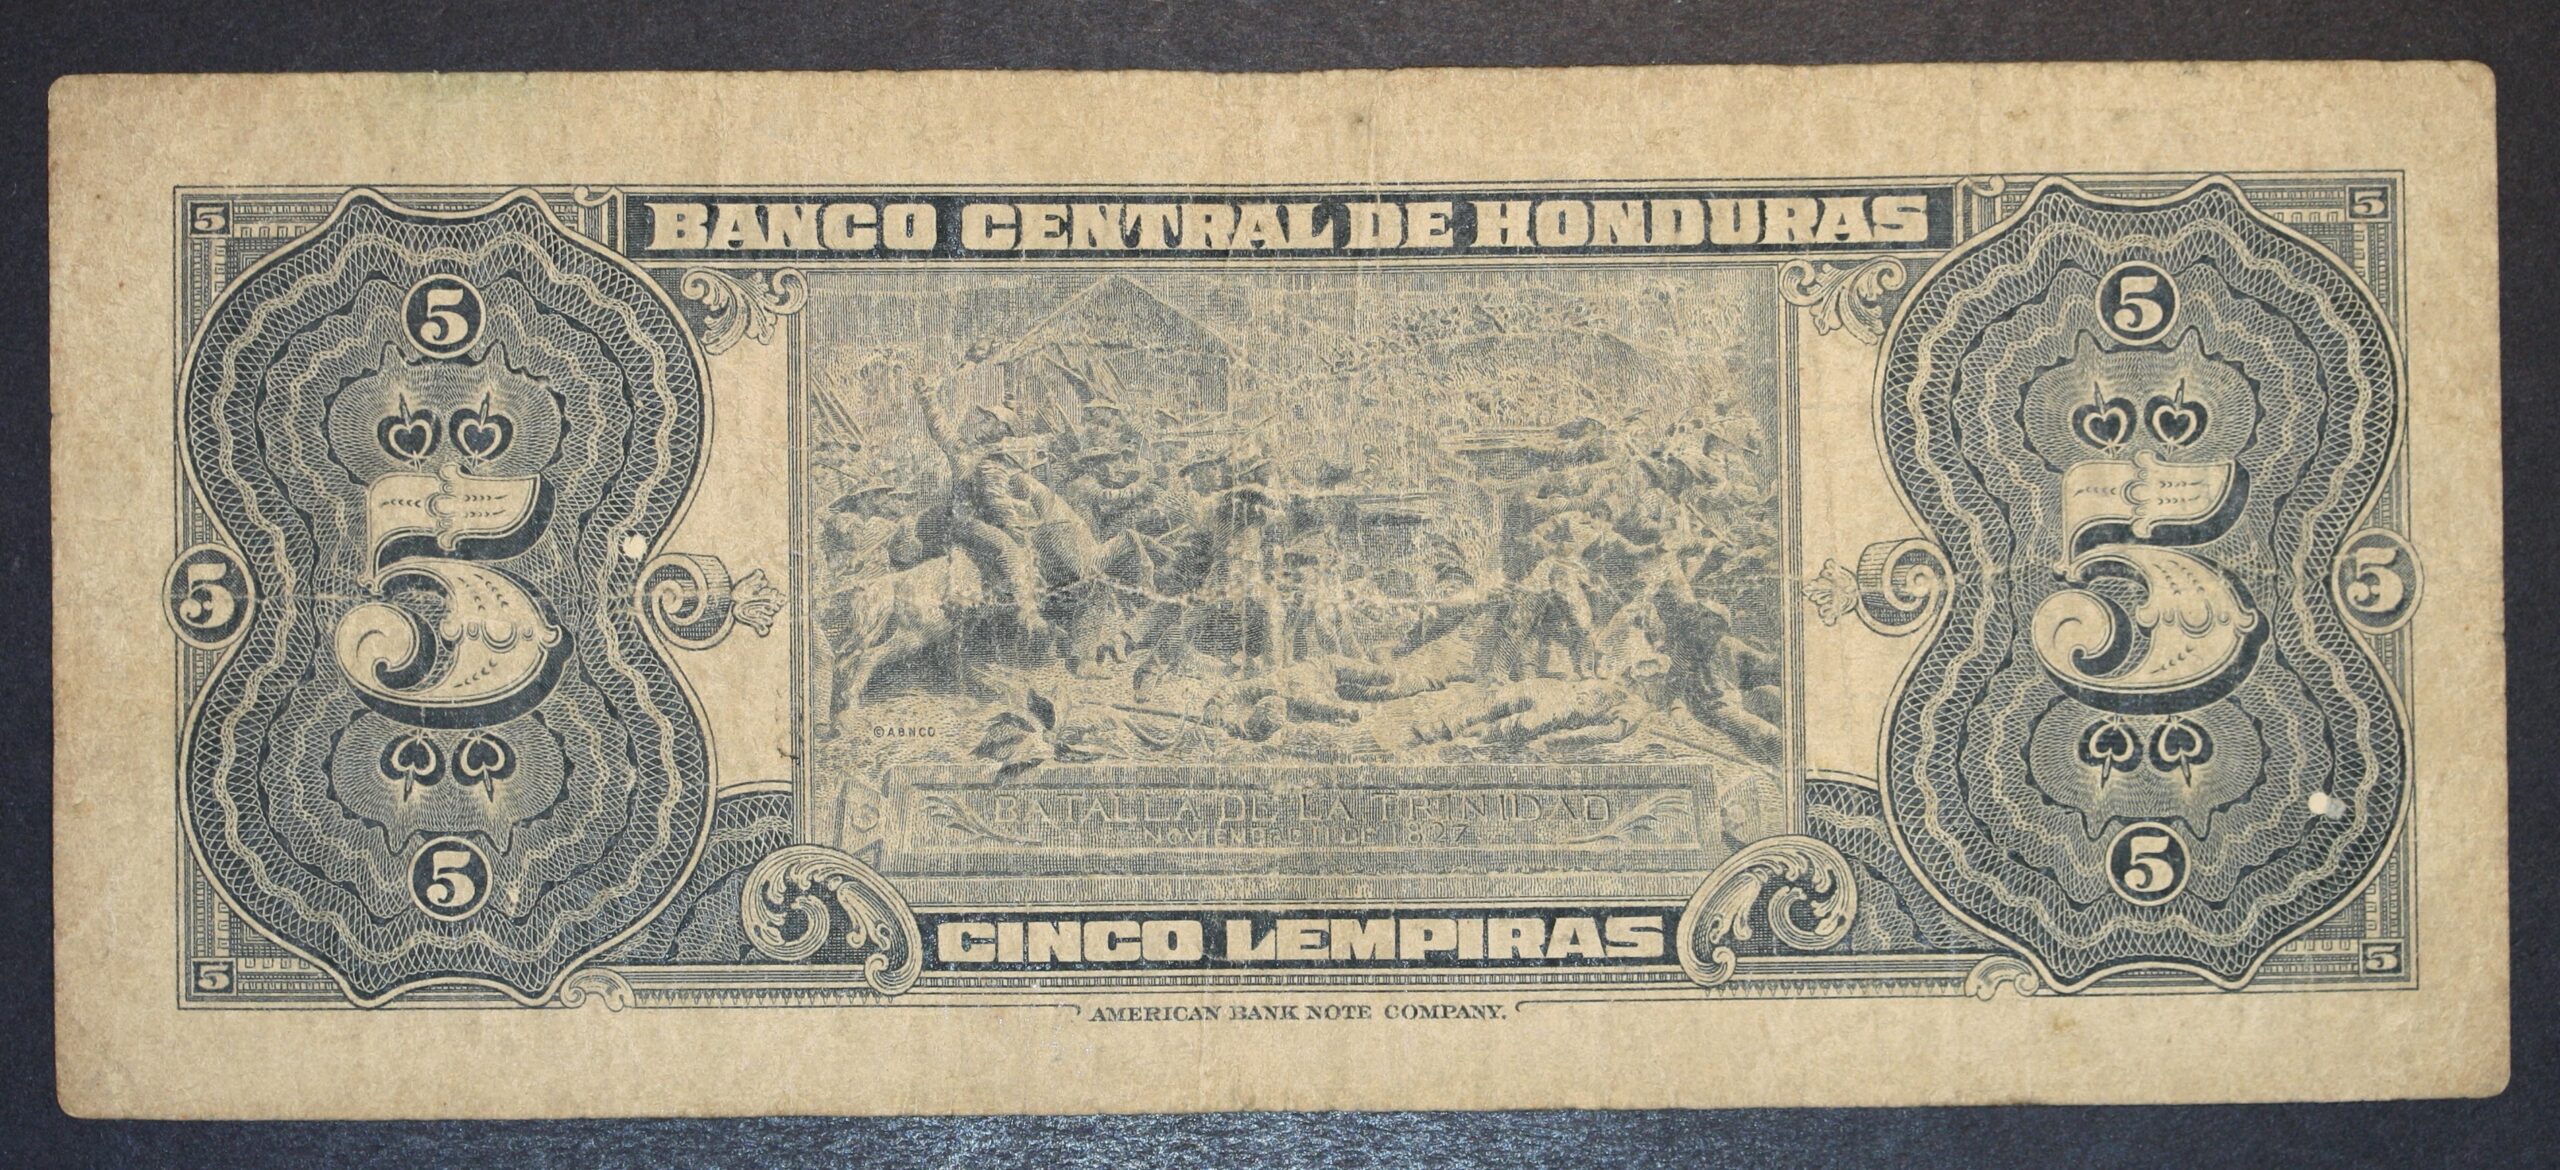 5 BANCO CENTRAL DE HONDURAS 5
5 5
5 5
5 5
©ABNCO
BATALLA DE LA TRINIDAD
NOVIEMBRE 11 DE 1827
5 5
5 CINCO LEMPIRAS 5
AMERICAN BANK NOTE COMPANY.